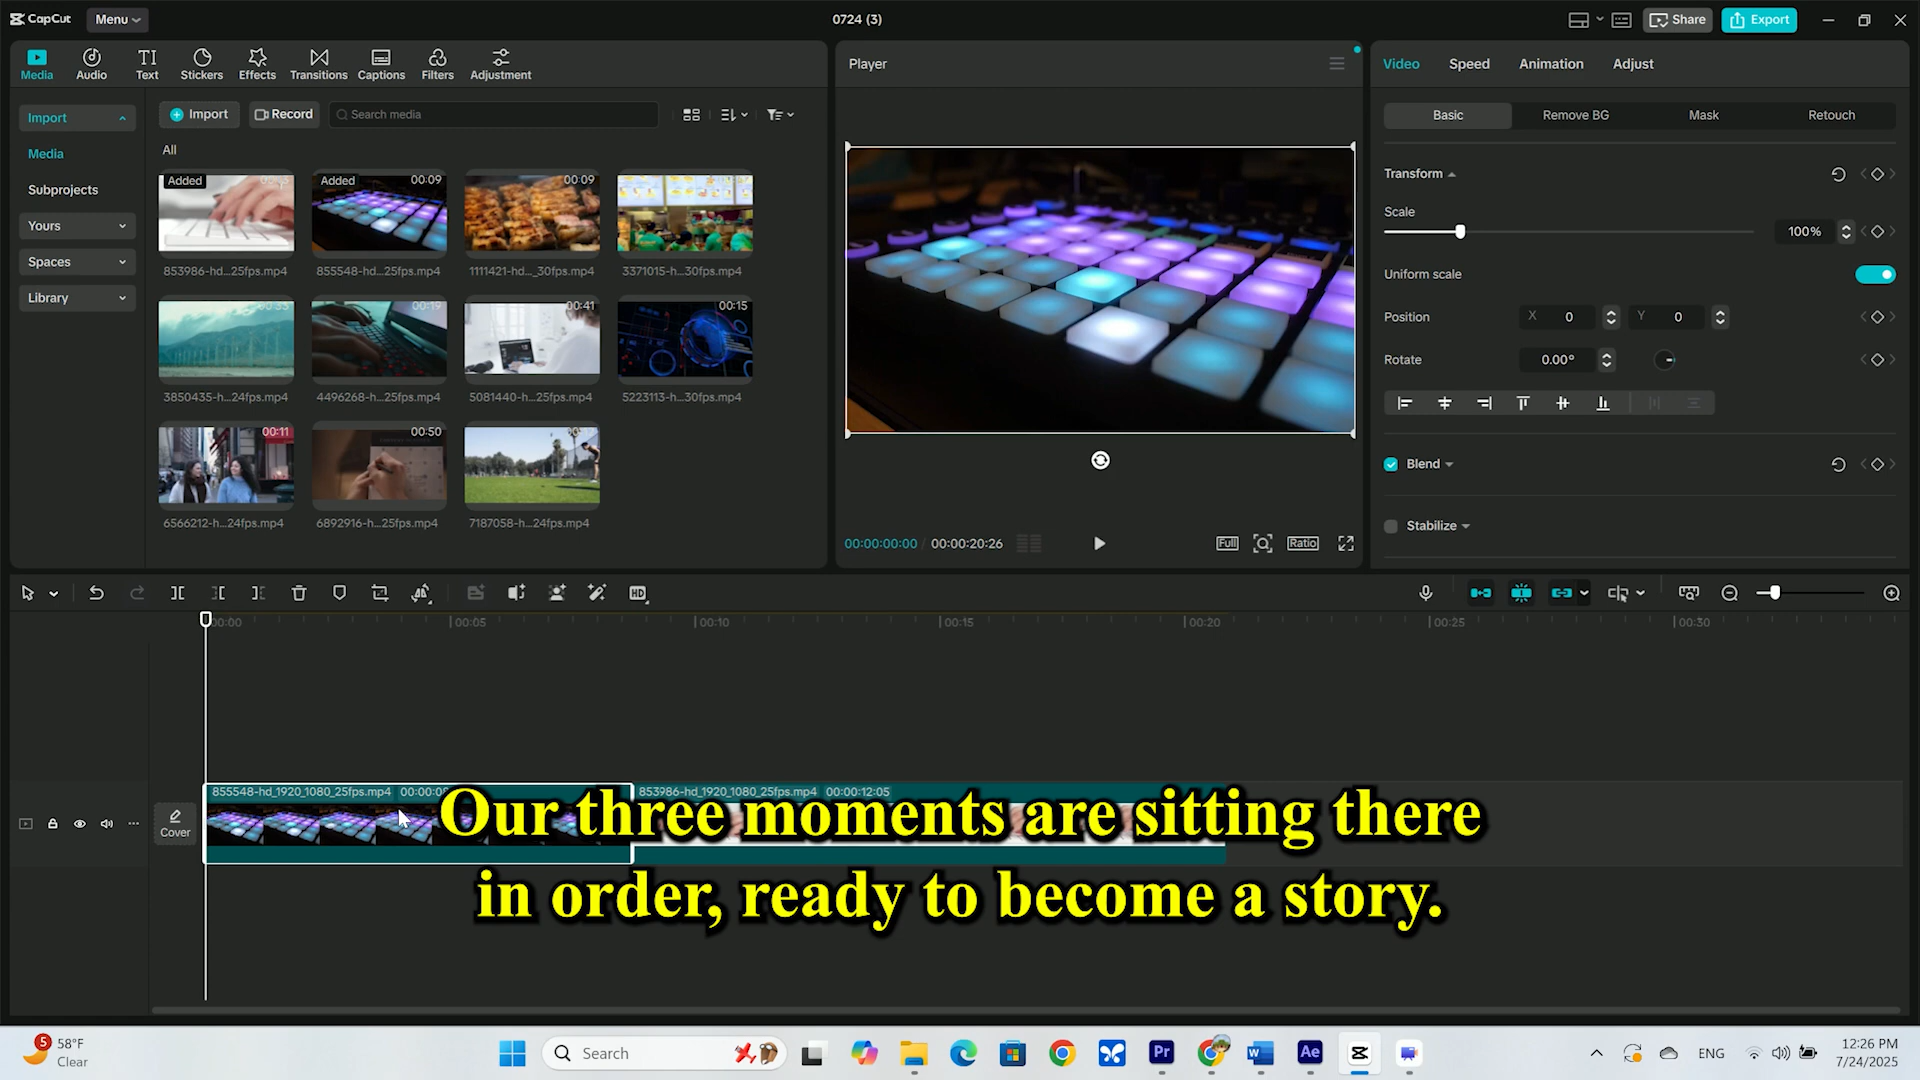 CapCut
Menu
0724 (3)
Share
Export
Media
Audio
Text
Stickers
Effects
Transitions
Captions
Filters
Adjustment
Player
Video
Speed
Animation
Adjust
Import
Media
Subprojects
Yours
Spaces
Library
Import
Record
Search media
All
Added
Added
00:09
00:09
853986-hd...25fps.mp4
855548-hd...25fps.mp4
1111421-hd..._30fps.mp4
3371015-h...30fps.mp4
00:19
00:41
00:15
3850435-h...24fps.mp4
4496268-h...25fps.mp4
5081440-h...25fps.mp4
5223113-h...30fps.mp4
00:11
00:50
6566212-h...24fps.mp4
6892916-h...25fps.mp4
7187058-h...24fps.mp4
00:00:00:00 / 00:00:20:26
Full
Ratio
Basic
Remove BG
Mask
Retouch
Transform
Scale
100%
Uniform scale
Position
X 0
Y 0
Rotate
0.00°
Blend
Stabilize
HD
00:00
00:05
00:10
00:15
00:20
00:25
00:30
Cover
855548-hd_1920_1080_25fps.mp4
853986-hd_1920_1080_25fps.mp4 00:00:12:05
Our three moments are sitting there
in order, ready to become a story.
5
58°F
Clear
Search
Pr
W
Ae
ENG
12:26 PM
7/24/2025